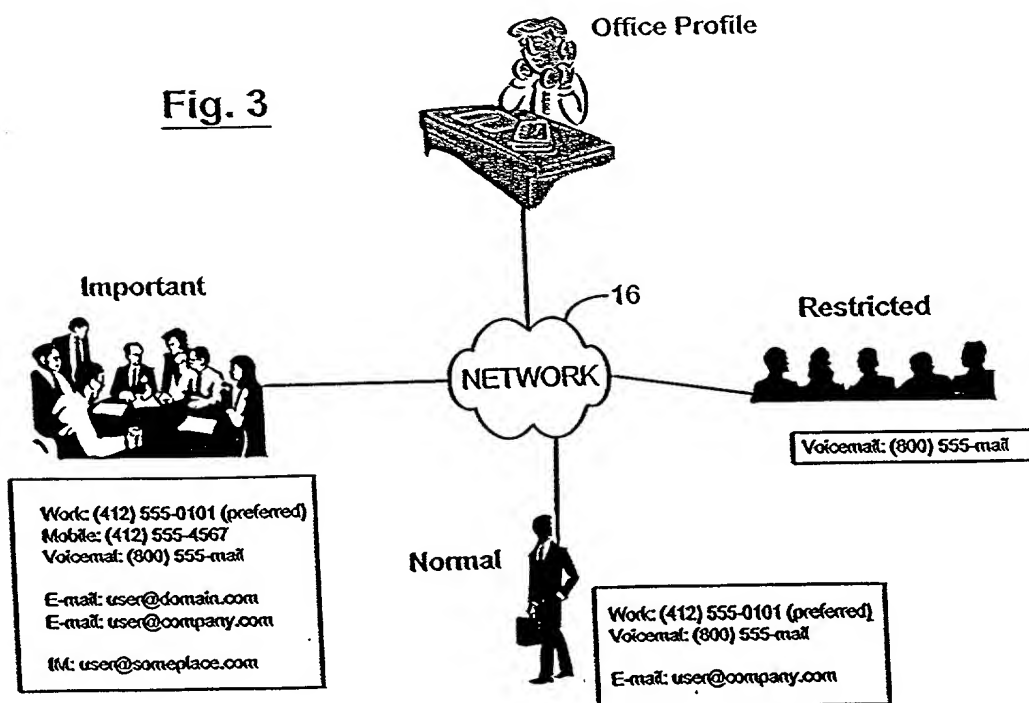 Office Profile
Fig. 3
Important
16
Restricted
NETWORK
Voicemail: (800) 555-mail
Work: (412) 555-0101 (preferred)
Mobile: (412) 555-4567
Voicemal: (800) 555-mail
E-mail: user@domain.com
E-mail: user@company.com
IM: user@someplace.com
Normal
Work: (412) 555-0101 (preferred)
Voicemal: (800) 555-mail
E-mail: user@company.com